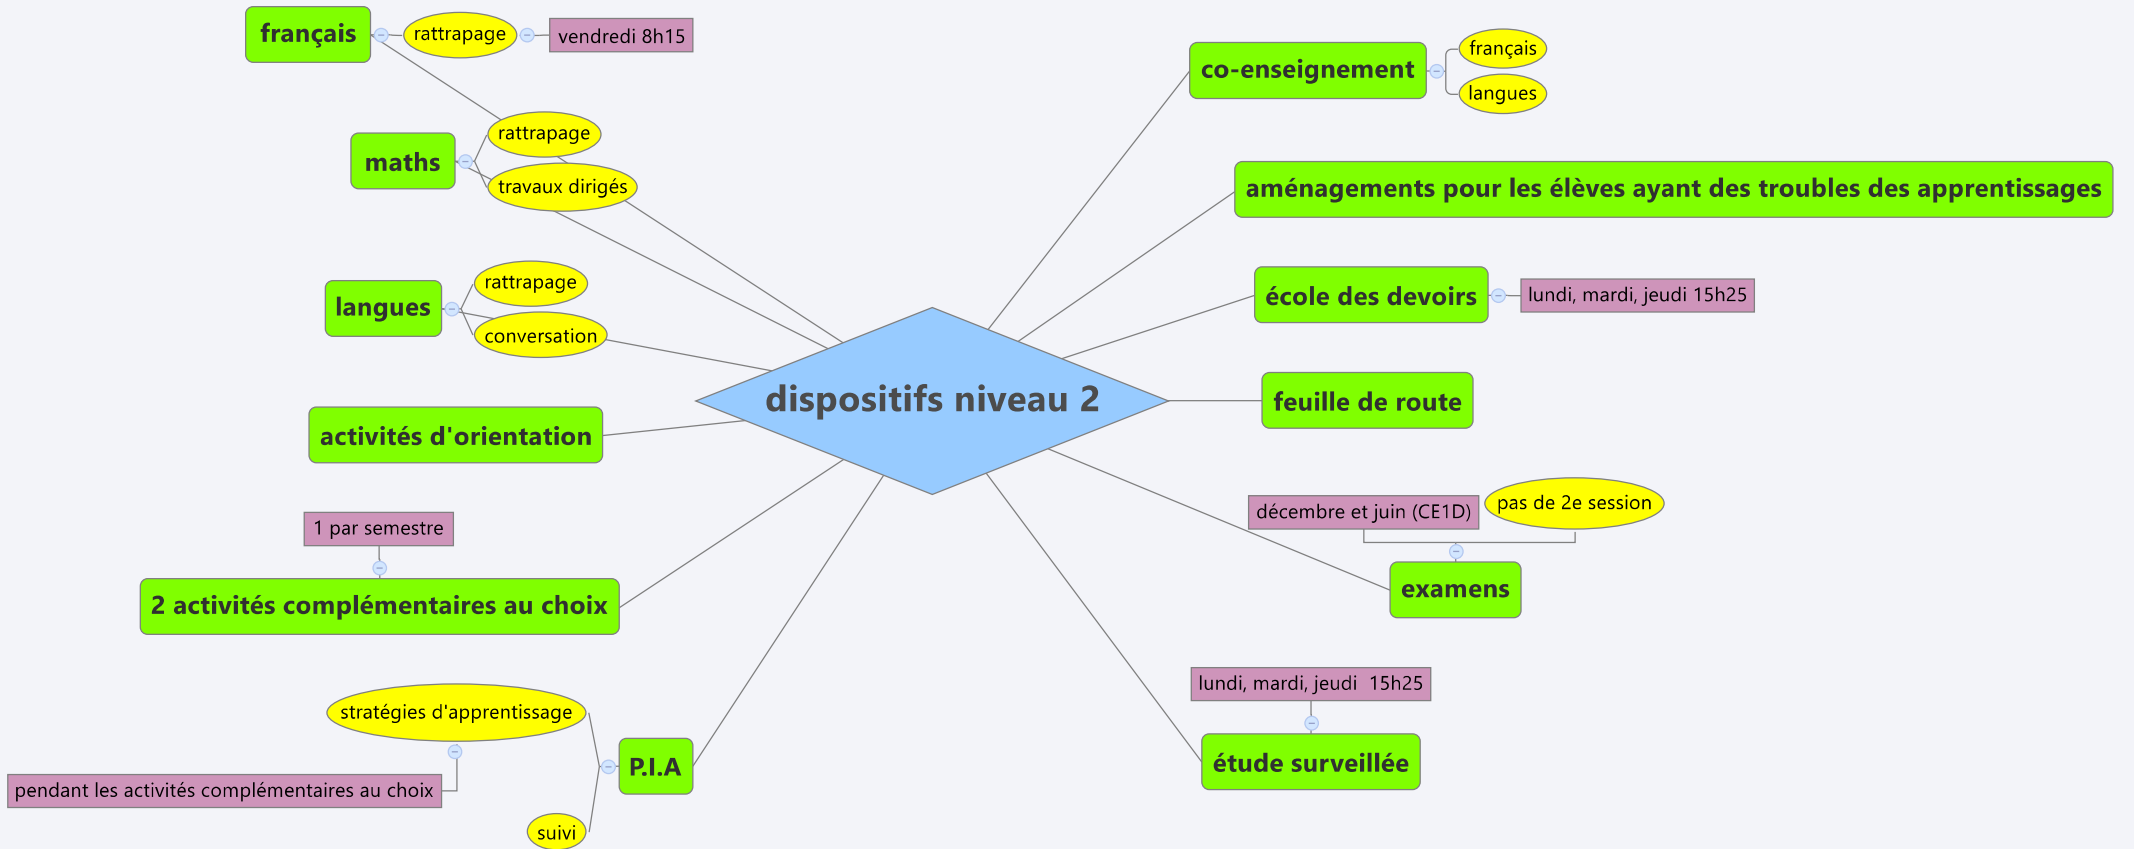 français
rattrapage
vendredi 8h15
maths
rattrapage
travaux dirigés
langues
rattrapage
conversation
activités d'orientation
1 par semestre
2 activités complémentaires au choix
stratégies d'apprentissage
pendant les activités complémentaires au choix
P.I.A
suivi
dispositifs niveau 2
co-enseignement
français
langues
aménagements pour les élèves ayant des troubles des apprentissages
école des devoirs
lundi, mardi, jeudi 15h25
feuille de route
décembre et juin (CE1D)
pas de 2e session
examens
lundi, mardi, jeudi  15h25
étude surveillée